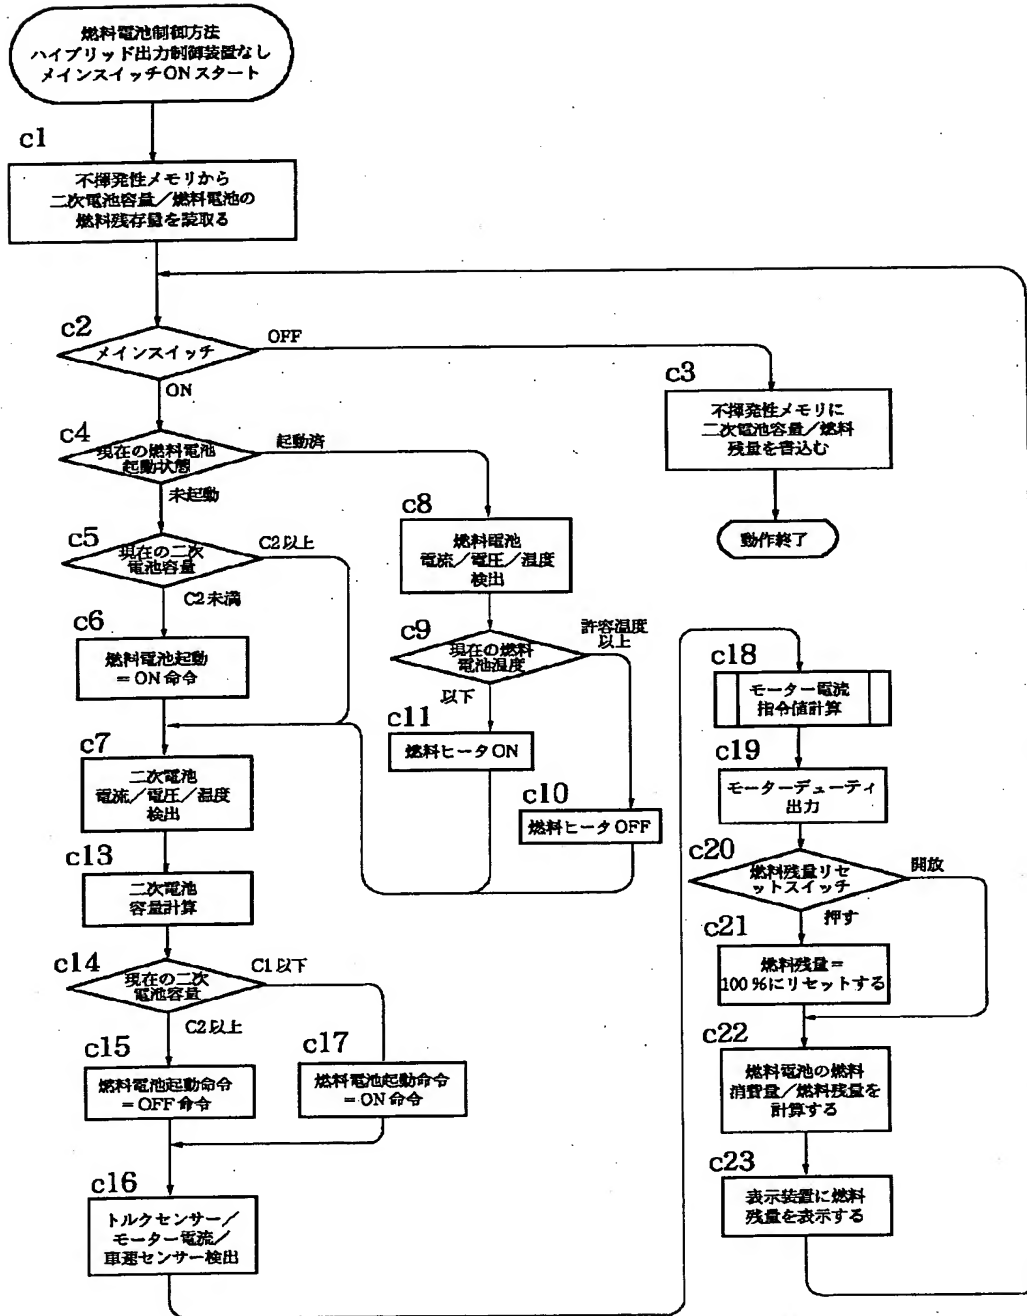 燃料電池制御方法
ハイブリッド出力制御装置なし
メインスイッチONスタート
c1
不揮発性メモリから
二次電池容量／燃料電池の
燃料残存量を読取る
c2
メインスイッチ
OFF
ON
c3
不揮発性メモリに
二次電池容量／燃料
残量を書込む
動作終了
c4
現在の燃料電池
起動状態
起動済
未起動
c5
現在の二次
電池容量
C2以上
C2未満
c6
燃料電池起動
＝ON命令
c7
二次電池
電流／電圧／温度
検出
c8
燃料電池
電流／電圧／温度
検出
c9
現在の燃料
電池温度
許容温度
以上
以下
c11
燃料ヒータON
c10
燃料ヒータOFF
c13
二次電池
容量計算
c14
現在の二次
電池容量
C1以下
C2以上
c15
燃料電池起動命令
＝OFF命令
c17
燃料電池起動命令
＝ON命令
c16
トルクセンサー／
モーター電流／
車速センサー検出
c18
モーター電流
指令値計算
c19
モーターデューティ
出力
c20
燃料残量リセ
ットスイッチ
開放
押す
c21
燃料残量＝
100％にリセットする
c22
燃料電池の燃料
消費量／燃料残量を
計算する
c23
表示装置に燃料
残量を表示する